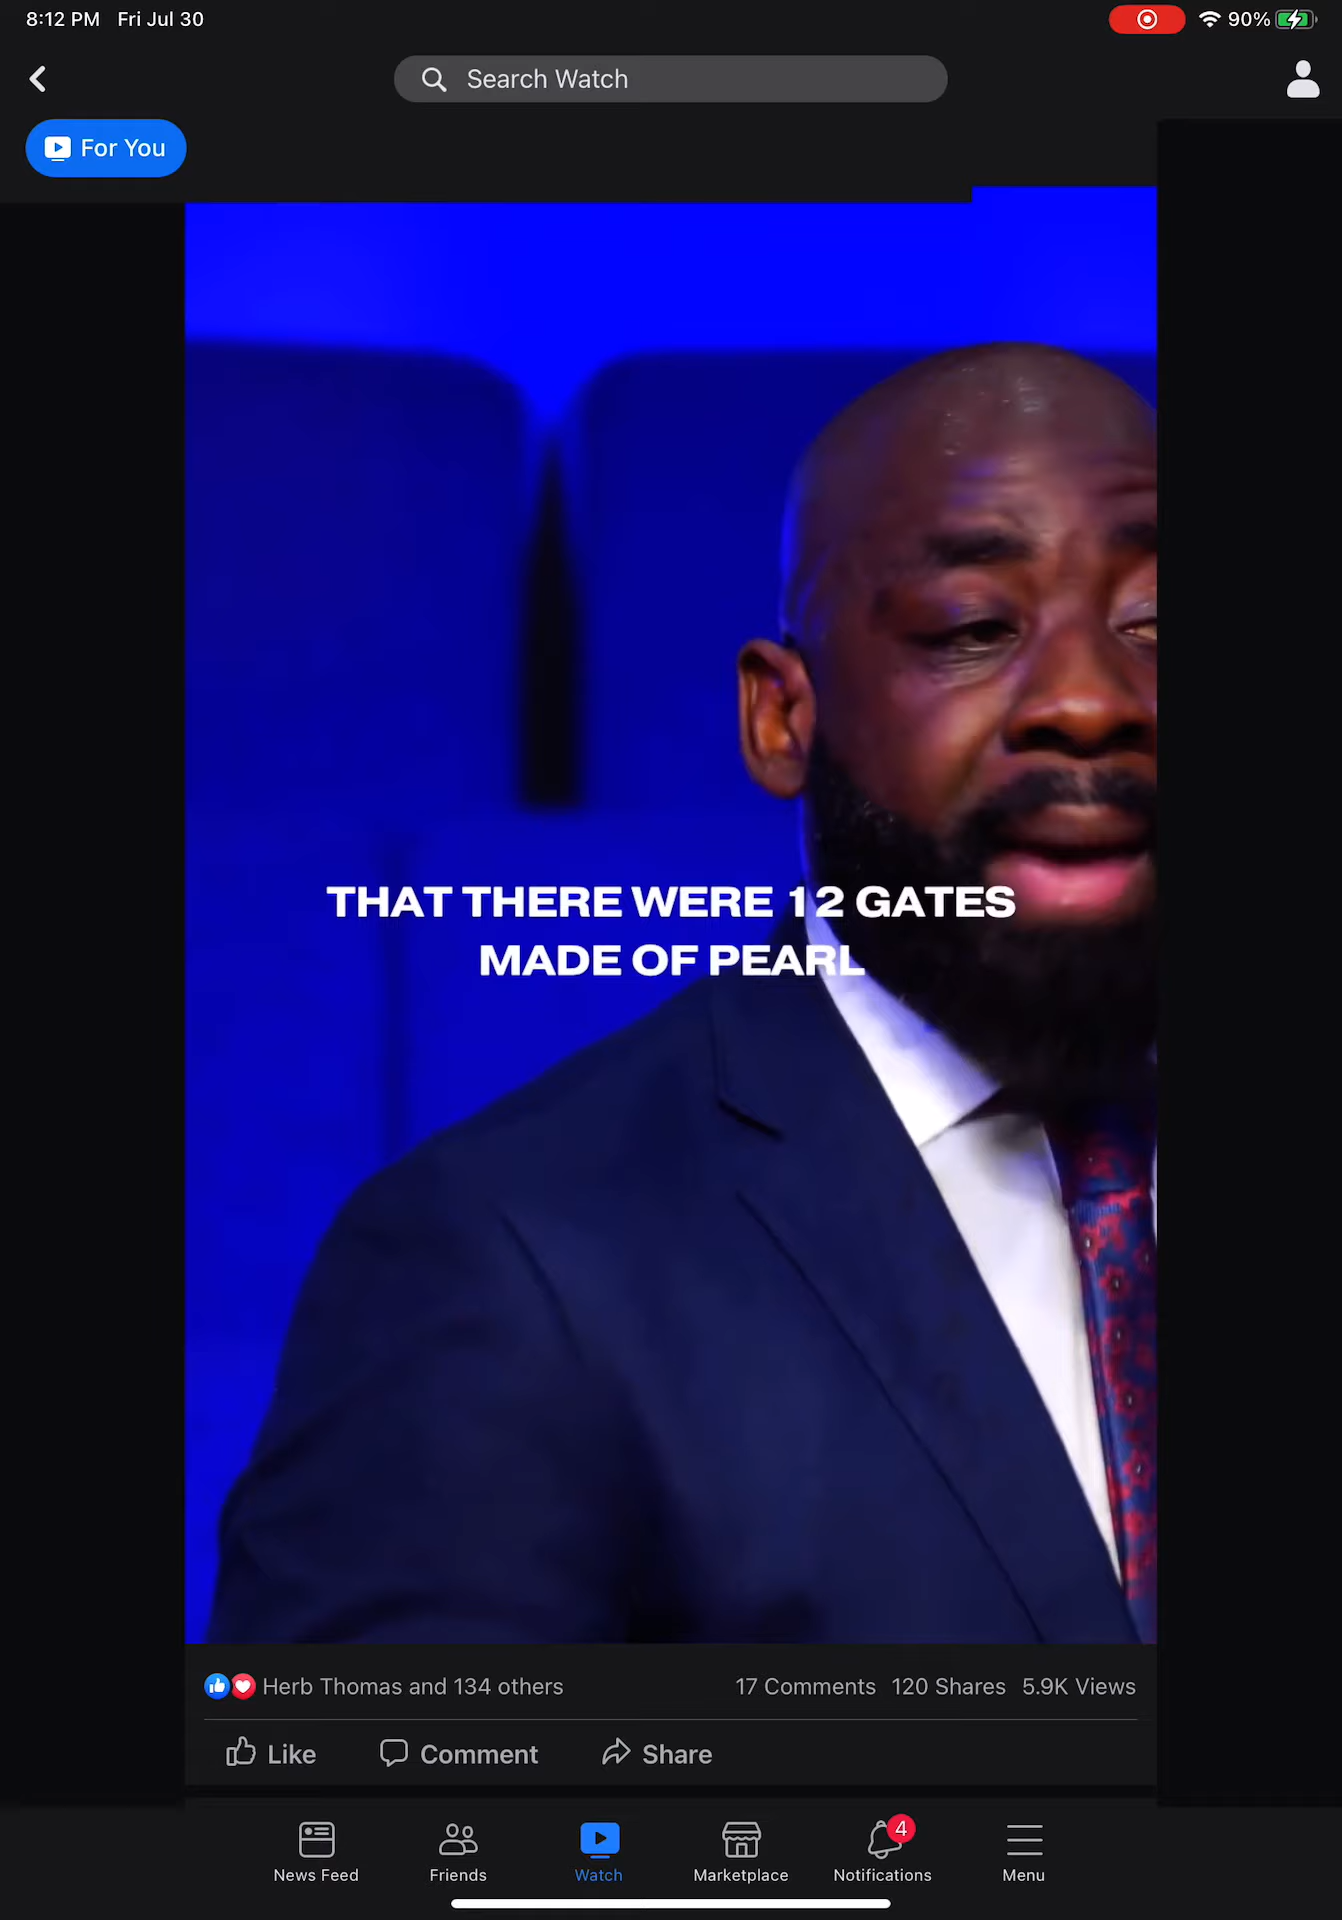 8:12 PM Fri Jul 30
90%
Search Watch
For You
THAT THERE WERE 12 GATES
MADE OF PEARL
Herb Thomas and 134 others
17 Comments 120 Shares 5.9K Views
Like Comment Share
4
News Feed Friends Watch Marketplace Notifications Menu